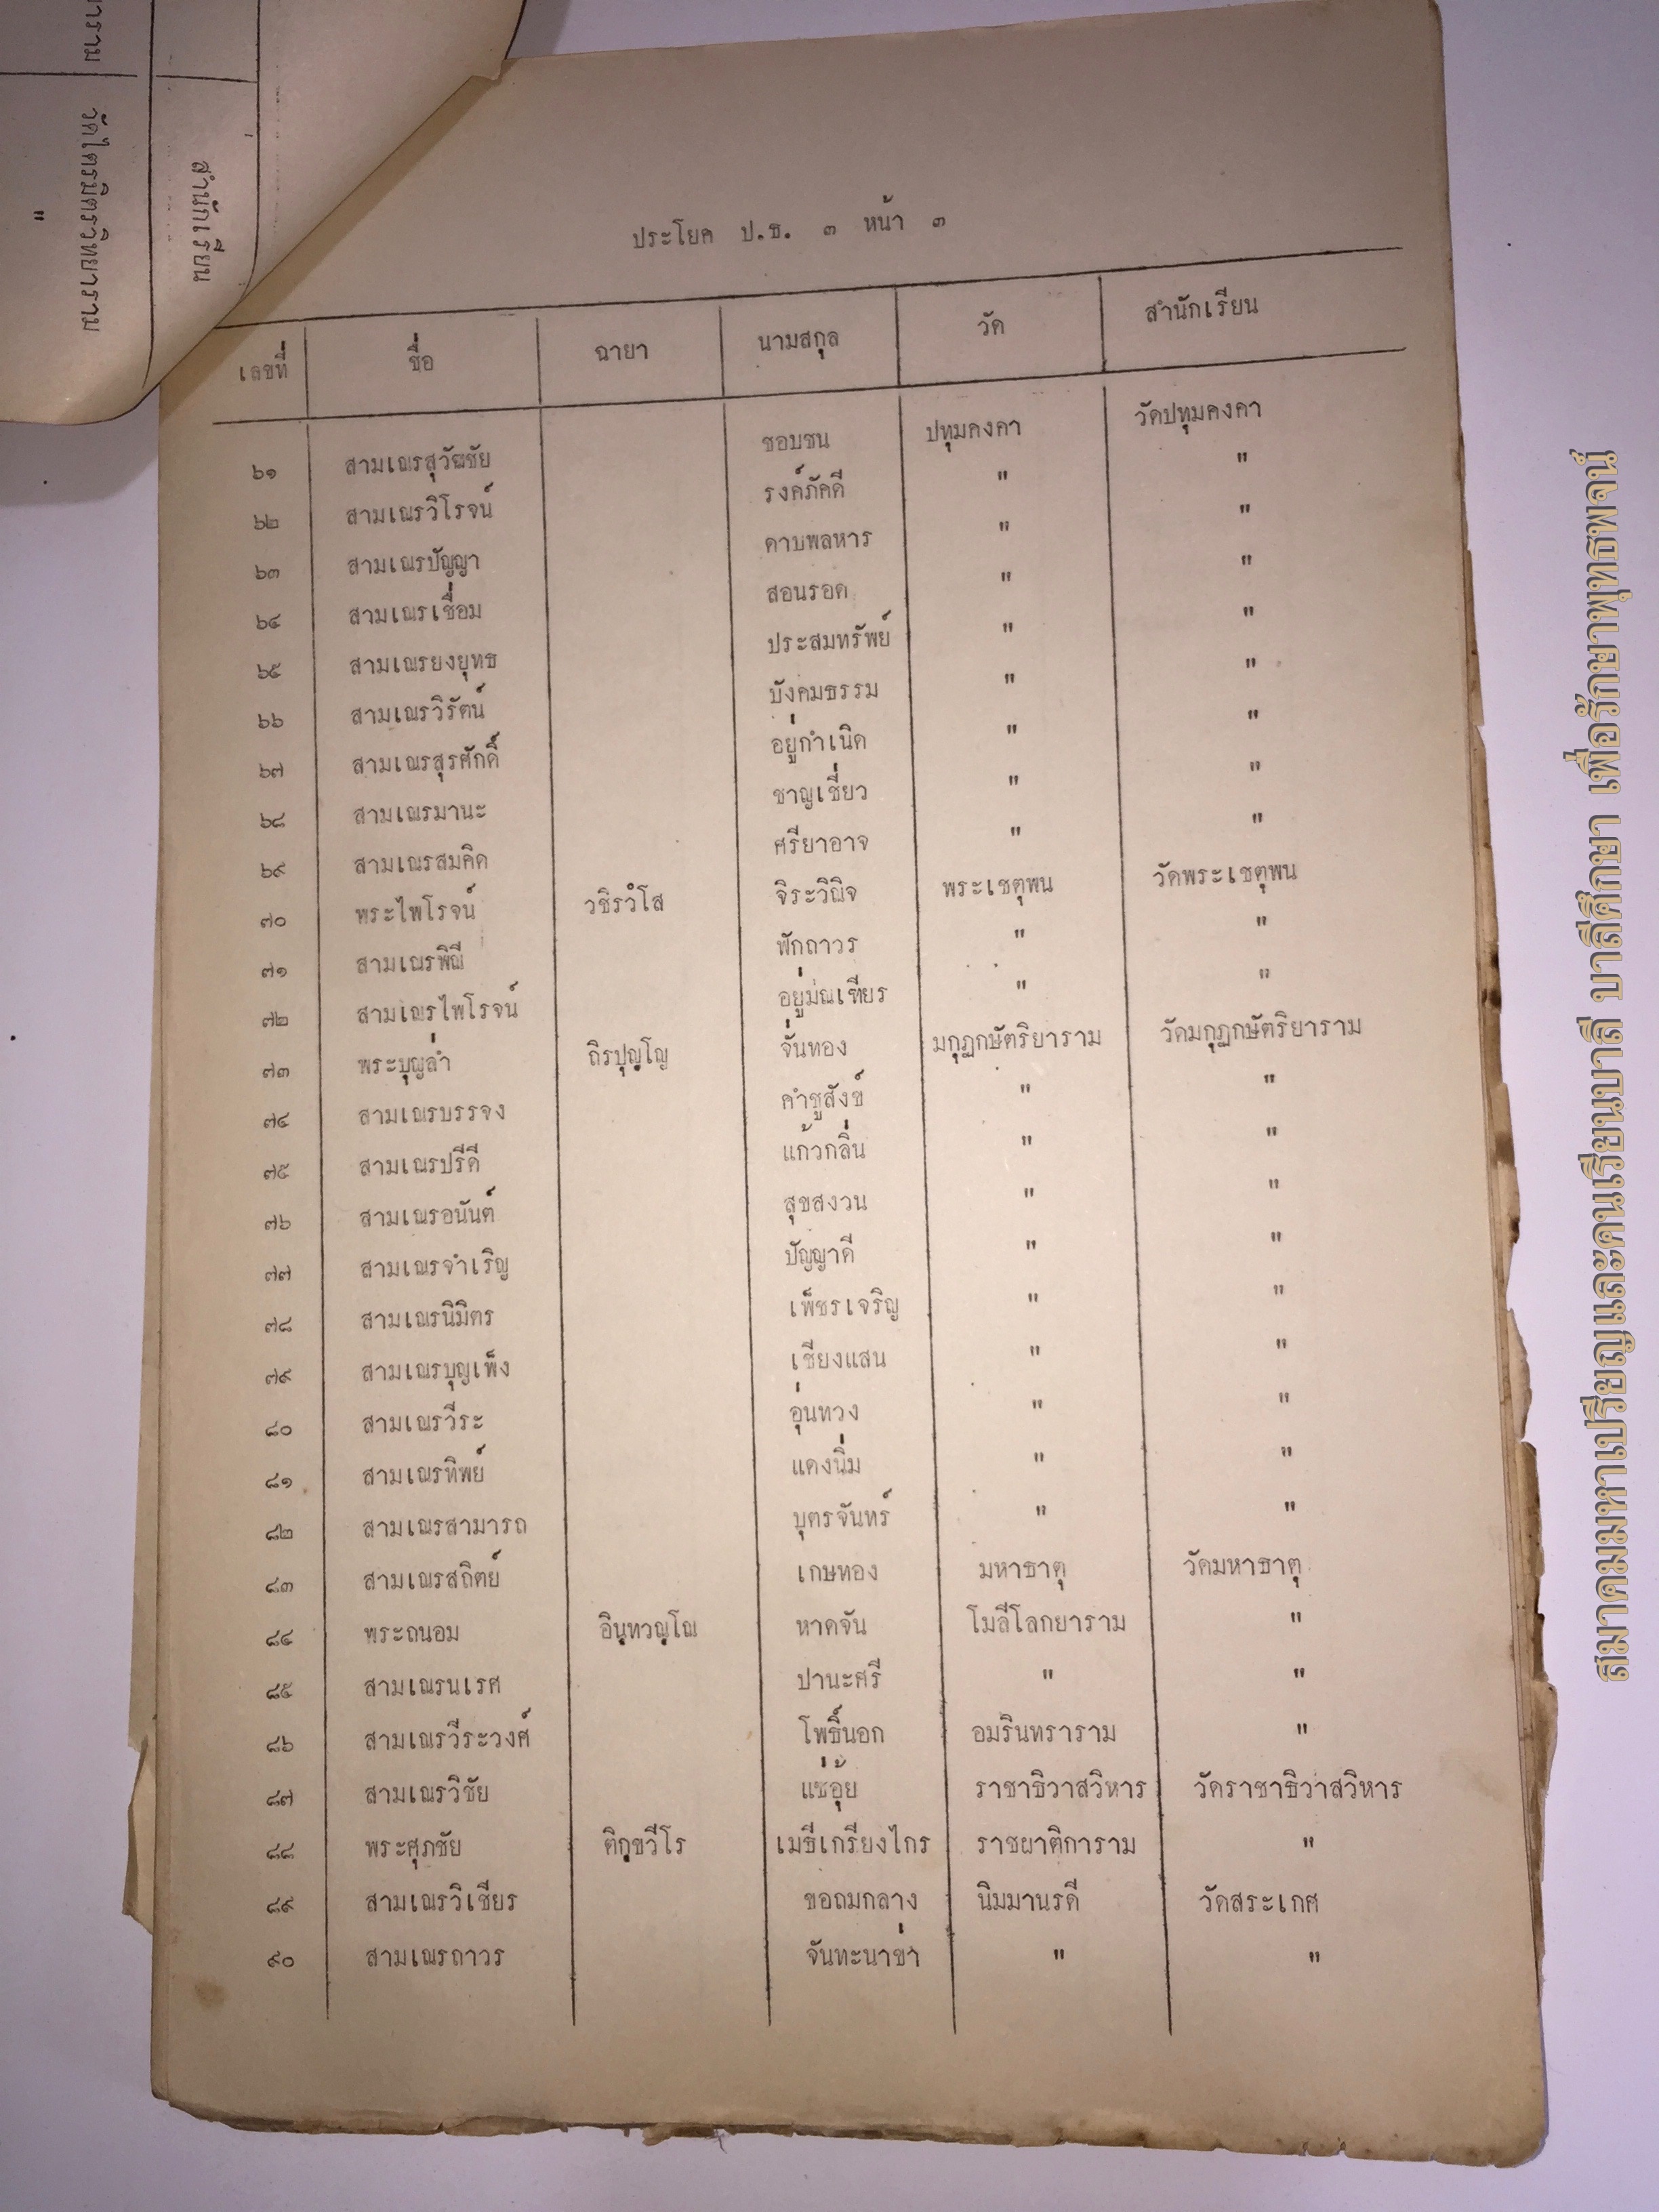 าราม
วัดไตรมิตรวิทยาราม
"
สำนักเรียน
ประโยค ป.ธ. ๓ หน้า ๓
เลขที่ ชื่อ ฉายา นามสกุล วัด สำนักเรียน
๖๑ สามเณรสุวัฒชัย ชอบชน ปทุมคงคา วัดปทุมคงคา
๖๒ สามเณรวิโรจน์ รงค์ภักดี " "
๖๓ สามเณรปัญญา ดาบพลหาร " "
๖๔ สามเณรเชื่อม สอนรอด " "
๖๕ สามเณรยงยุทธ ประสมทรัพย์ " "
๖๖ สามเณรวิรัตน์ บังคมธรรม " "
๖๗ สามเณรสุรศักดิ์ อยู่กำเนิด " "
๖๘ สามเณรมานะ ชาญเชี่ยว " "
๖๙ สามเณรสมคิด ศรียาอาจ " "
๗๐ พระไพโรจน์ วชิรวํโส จิระวิณิจ พระเชตุพน วัดพระเชตุพน
๗๑ สามเณรพิณี ฟักถาวร " "
๗๒ สามเณรไพโรจน์ อยู่มณเฑียร " "
๗๓ พระบุญล่ำ ถิรปุญฺโญ จั่นทอง มกุฏกษัตริยาราม วัดมกุฏกษัตริยาราม
๗๔ สามเณรบรรจง คำชูสังข์ " "
๗๕ สามเณรปรีดี แก้วกลิ่น " "
๗๖ สามเณรอนันต์ สุขสงวน " "
๗๗ สามเณรจำเริญ ปัญญาดี " "
๗๘ สามเณรนิมิตร เพ็ชรเจริญ " "
๗๙ สามเณรบุญเพ็ง เชียงแสน " "
๘๐ สามเณรวีระ อุ่นทวง " "
๘๑ สามเณรทิพย์ แดงนิ่ม " "
๘๒ สามเณรสามารถ บุตรจันทร์ " "
๘๓ สามเณรสถิตย์ เกษทอง มหาธาตุ วัดมหาธาตุ
๘๔ พระถนอม อินฺทวณฺโณ หาดจัน โมลีโลกยาราม "
๘๕ สามเณรนเรศ ปานะศรี " "
๘๖ สามเณรวีระวงศ์ โพธิ์นอก อมรินทราราม "
๘๗ สามเณรวิชัย แซ่อุ้ย ราชาธิวาสวิหาร วัดราชาธิวาสวิหาร
๘๘ พระศุภชัย ติกฺขวีโร เมธีเกรียงไกร ราชผาติการาม "
๘๙ สามเณรวิเชียร ขอถมกลาง นิมมานรดี วัดสระเกศ
๙๐ สามเณรถาวร จันทะนาข่า " "
สมาคมมหาเปรียญและคนเรียนบาลี บาลีศึกษา เพื่อรักษาพุทธพจน์